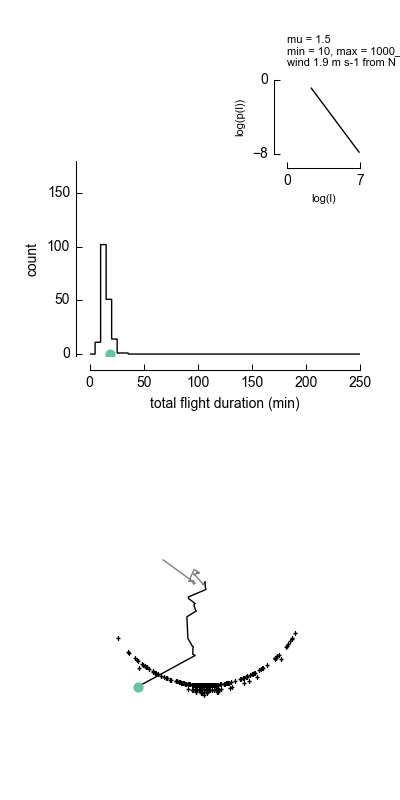 mu = 1.5
min = 10, max = 1000_
wind 1.9 m s-1 from N
0
log(p(l))
−8
0
7
log(l)
150
100
50
0
count
0
50
100
150
200
250
total flight duration (min)